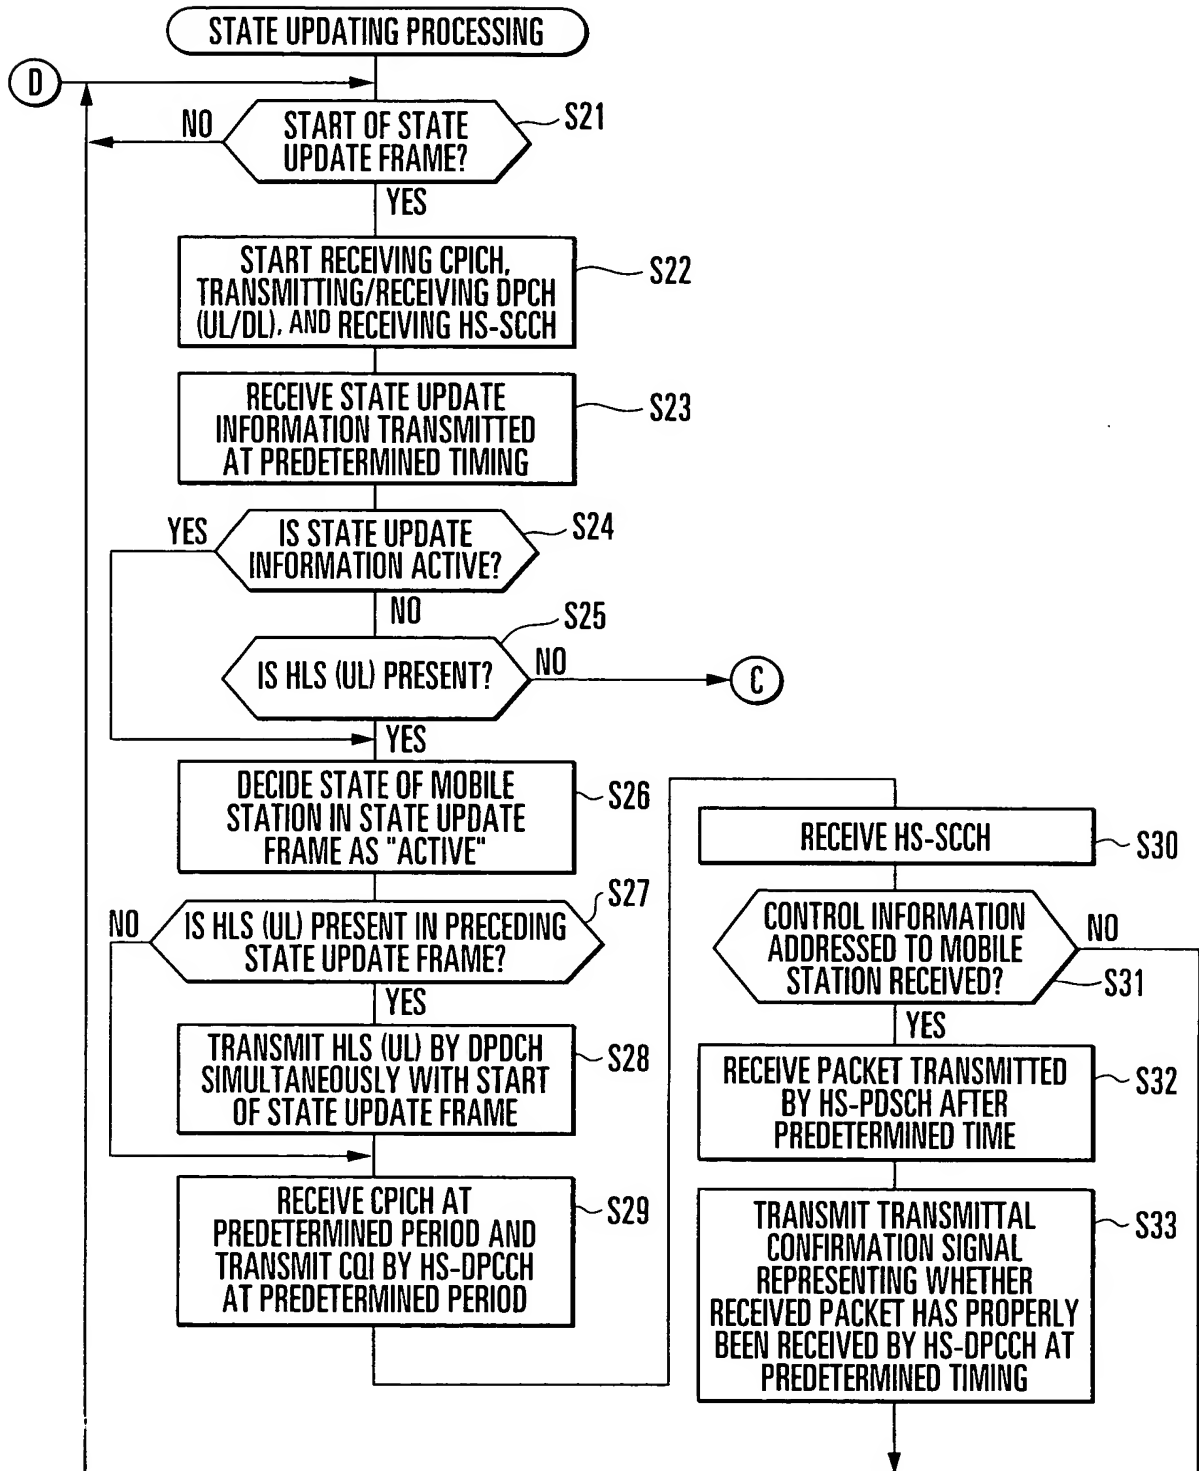 STATE UPDATING PROCESSING
D
NO
START OF STATE
UPDATE FRAME?
S21
YES
START RECEIVING CPICH,
TRANSMITTING/RECEIVING DPCH
(UL/DL), AND RECEIVING HS-SCCH
S22
RECEIVE STATE UPDATE
INFORMATION TRANSMITTED
AT PREDETERMINED TIMING
S23
YES
IS STATE UPDATE
INFORMATION ACTIVE?
S24
NO
S25
IS HLS (UL) PRESENT?
NO
C
YES
DECIDE STATE OF MOBILE
STATION IN STATE UPDATE
FRAME AS "ACTIVE"
S26
S27
NO
IS HLS (UL) PRESENT IN PRECEDING
STATE UPDATE FRAME?
YES
TRANSMIT HLS (UL) BY DPDCH
SIMULTANEOUSLY WITH START
OF STATE UPDATE FRAME
S28
RECEIVE CPICH AT
PREDETERMINED PERIOD AND
TRANSMIT CQI BY HS-DPCCH
AT PREDETERMINED PERIOD
S29
RECEIVE HS-SCCH
S30
CONTROL INFORMATION
ADDRESSED TO MOBILE
STATION RECEIVED?
NO
S31
YES
RECEIVE PACKET TRANSMITTED
BY HS-PDSCH AFTER
PREDETERMINED TIME
S32
TRANSMIT TRANSMITTAL
CONFIRMATION SIGNAL
REPRESENTING WHETHER
RECEIVED PACKET HAS PROPERLY
BEEN RECEIVED BY HS-DPCCH AT
PREDETERMINED TIMING
S33